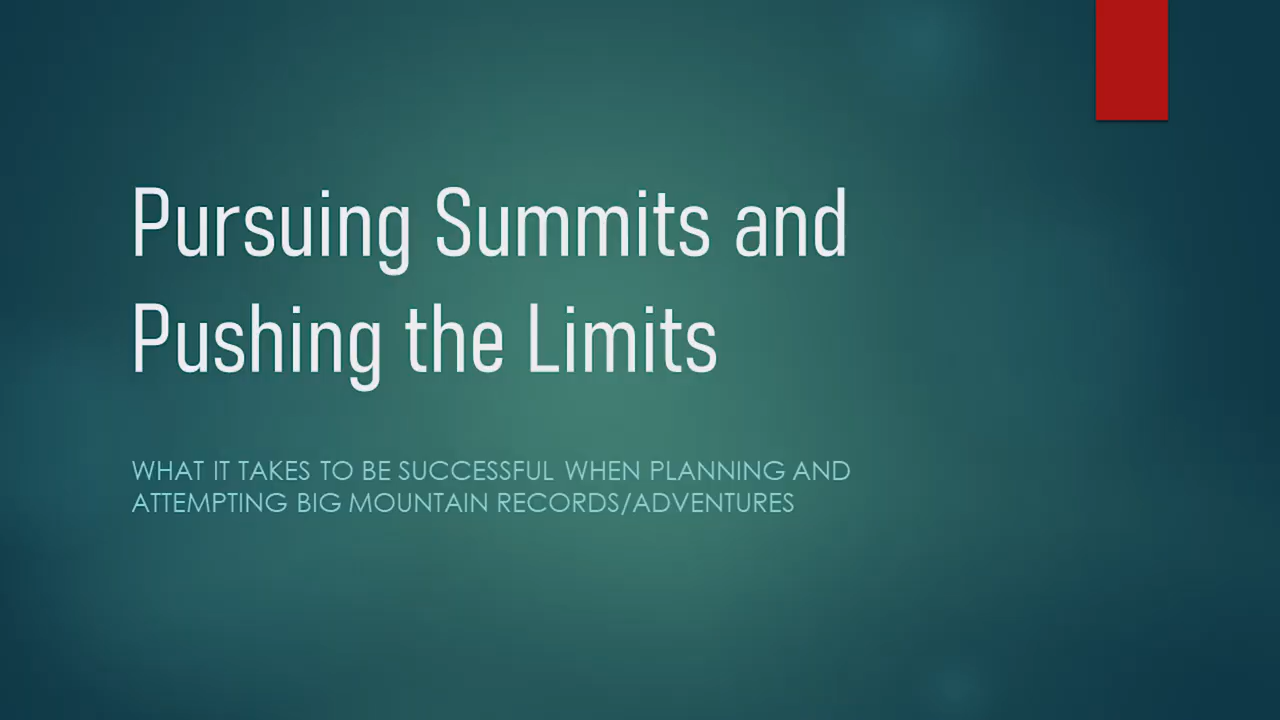 Pursuing Summits and
Pushing the Limits
WHAT IT TAKES TO BE SUCCESSFUL WHEN PLANNING AND
ATTEMPTING BIG MOUNTAIN RECORDS/ADVENTURES